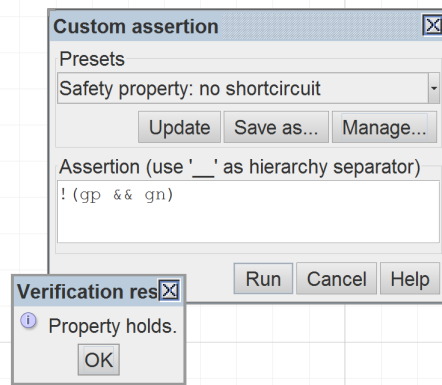 Custom assertion
Presets
Safety property: no shortcircuit
Update Save as... Manage...
Assertion (use '__' as hierarchy separator)
!(gp && gn)
Run Cancel Help
Verification res
Property holds.
OK